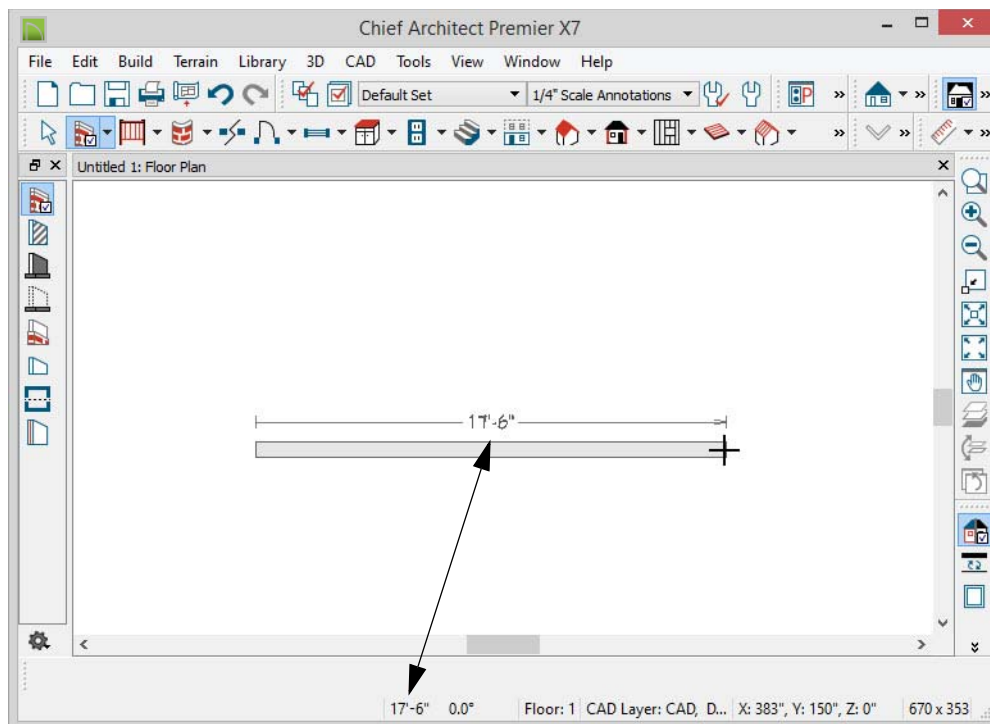 Chief Architect Premier X7
File Edit Build Terrain Library 3D CAD Tools View Window Help
Default Set 1/4" Scale Annotations
Untitled 1: Floor Plan
17'-6"
17'-6" 0.0° Floor: 1 CAD Layer: CAD, D... X: 383", Y: 150", Z: 0" 670 x 353